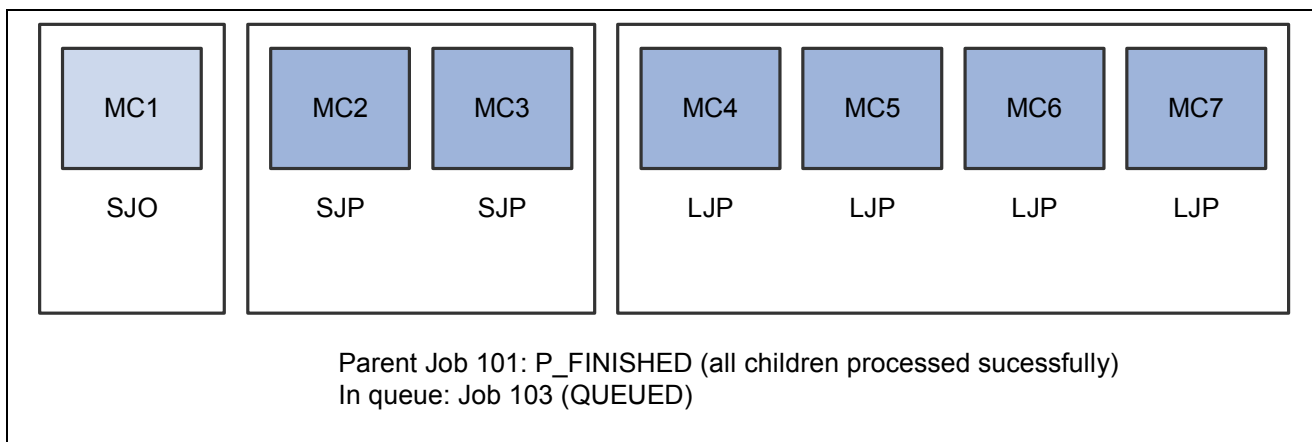 MC1 MC2 MC3 MC4 MC5 MC6 MC7
SJO SJP SJP LJP LJP LJP LJP
Parent Job 101: P_FINISHED (all children processed sucessfully)
In queue: Job 103 (QUEUED)